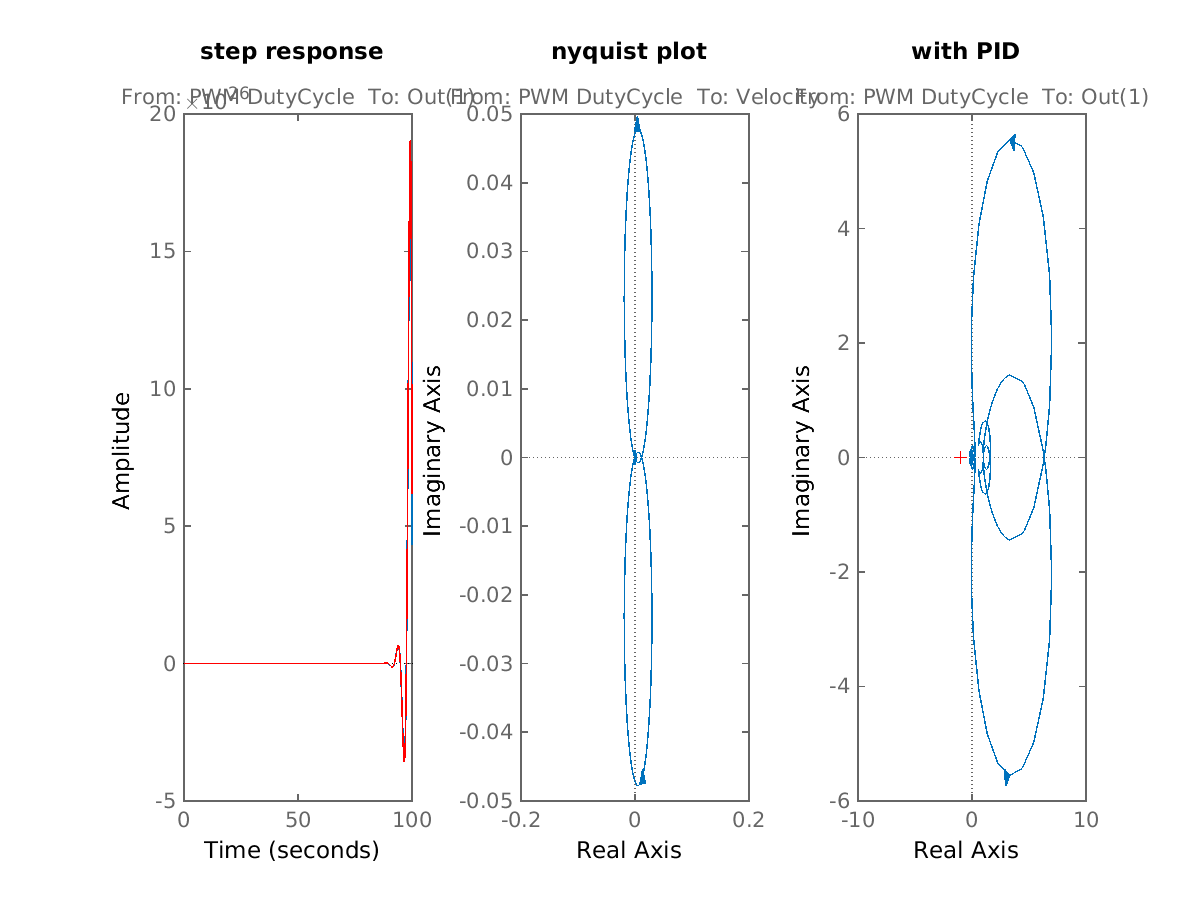 step response
From: PWM DutyCycle To: Out(1)
×10^26
20
15
10
5
0
-5
0
50
100
Amplitude
Time (seconds)
nyquist plot
From: PWM DutyCycle To: Velocity
0.05
0.04
0.03
0.02
0.01
0
-0.01
-0.02
-0.03
-0.04
-0.05
-0.2
0
0.2
Imaginary Axis
Real Axis
with PID
From: PWM DutyCycle To: Out(1)
6
4
2
0
-2
-4
-6
-10
0
10
Imaginary Axis
Real Axis